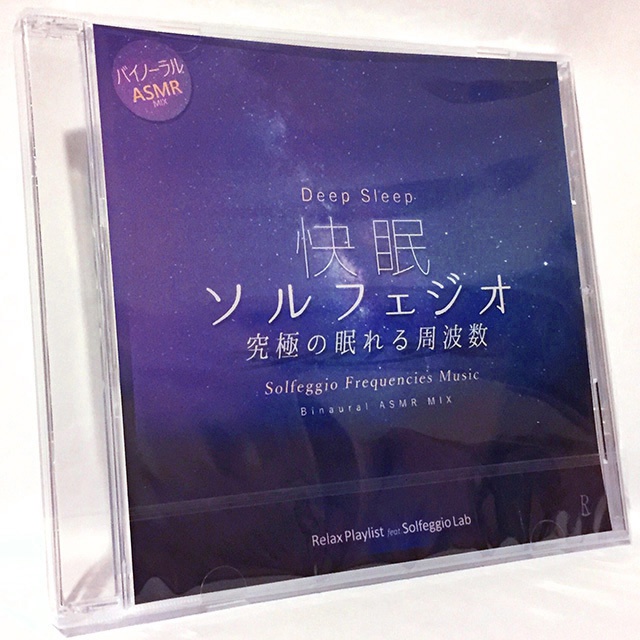 バイノーラル
ASMR
MIX
Deep Sleep
快眠
ソルフェジオ
究極の眠れる周波数
Solfeggio Frequencies Music
Binaural ASMR MIX
Relax Playlist feat. Solfeggio Lab
R